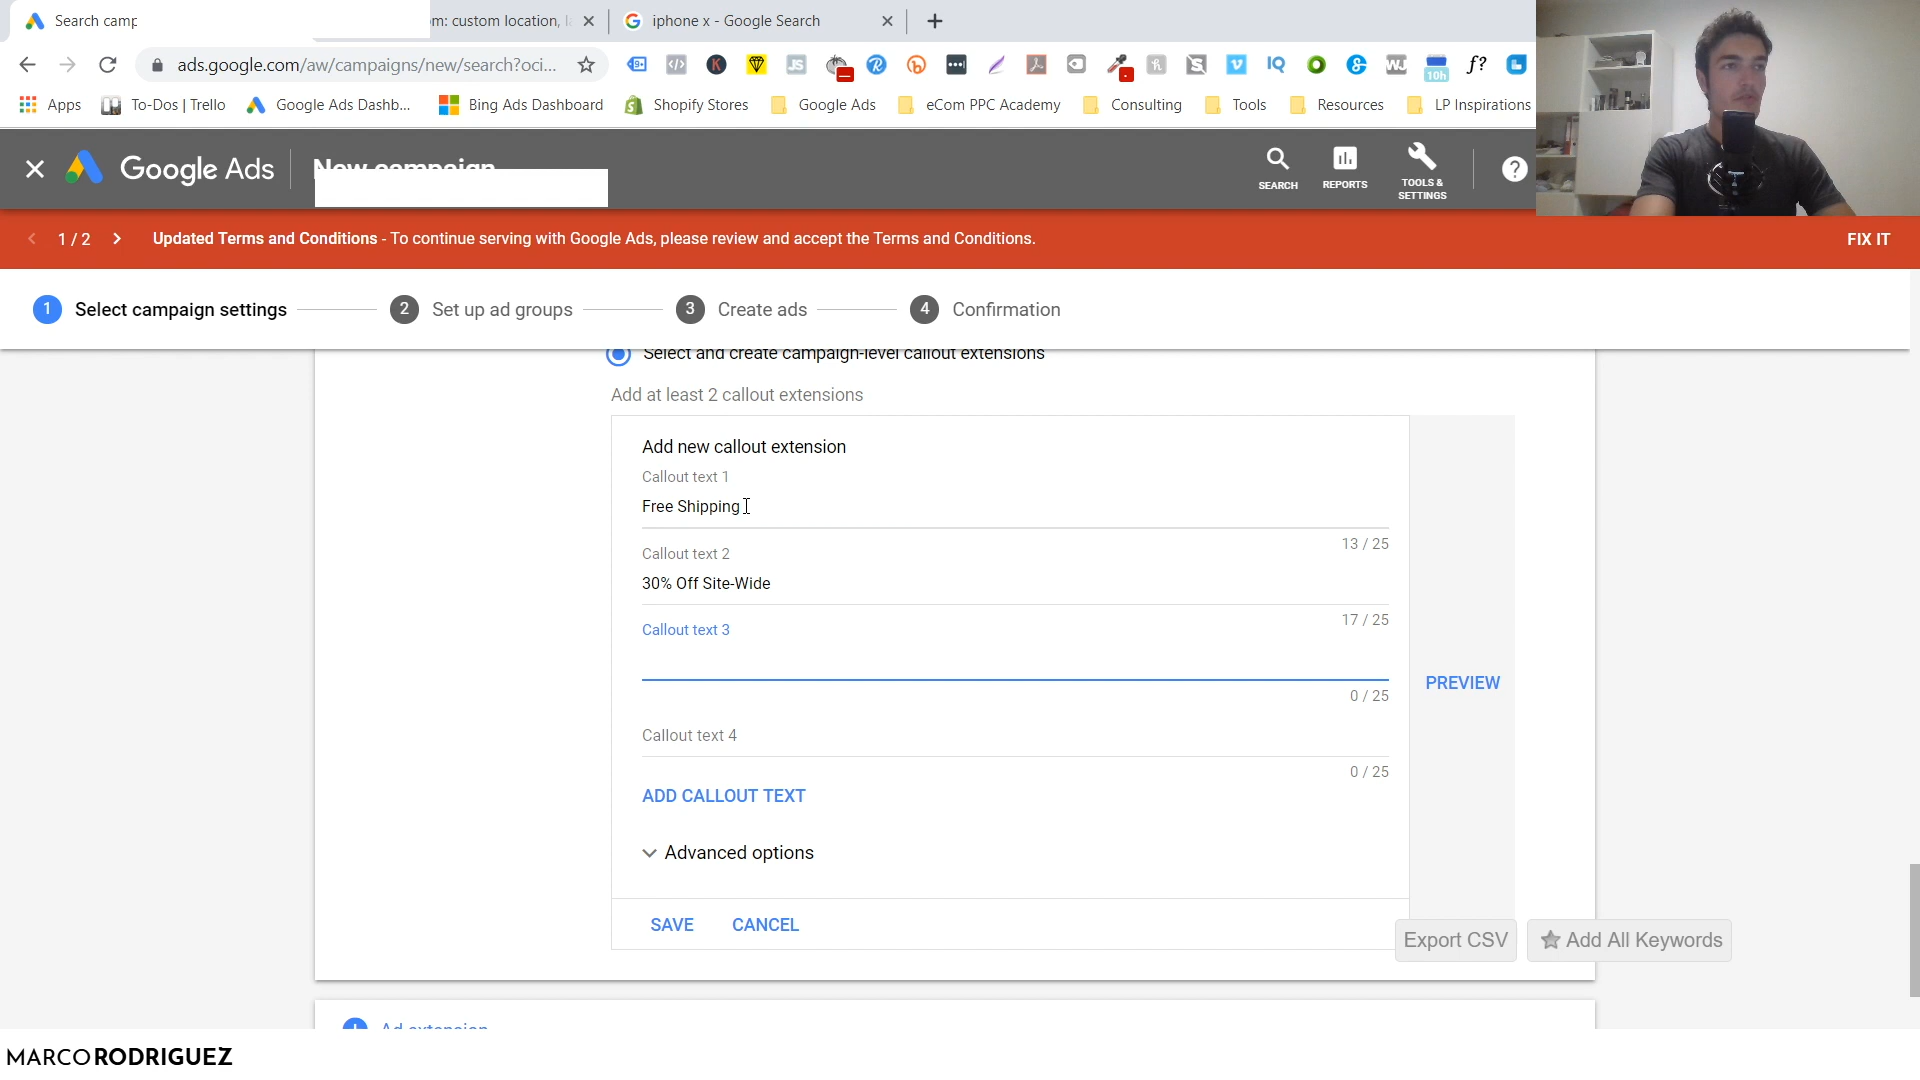 Search camp
m: custom location, l
iphone x - Google Search
ads.google.com/aw/campaigns/new/search?oci...
10h
f?
Apps
To-Dos | Trello
Google Ads Dashb...
Bing Ads Dashboard
Shopify Stores
Google Ads
eCom PPC Academy
Consulting
Tools
Resources
LP Inspirations
Google Ads
New campaign
SEARCH
REPORTS
TOOLS &
SETTINGS
1 / 2
Updated Terms and Conditions - To continue serving with Google Ads, please review and accept the Terms and Conditions.
FIX IT
1 Select campaign settings
2 Set up ad groups
3 Create ads
4 Confirmation
Select and create campaign-level callout extensions
Add at least 2 callout extensions
Add new callout extension
Callout text 1
Free Shipping
13 / 25
Callout text 2
30% Off Site-Wide
17 / 25
Callout text 3
0 / 25
PREVIEW
Callout text 4
0 / 25
ADD CALLOUT TEXT
Advanced options
SAVE
CANCEL
Export CSV
Add All Keywords
Ad extension
MARCO RODRIGUEZ